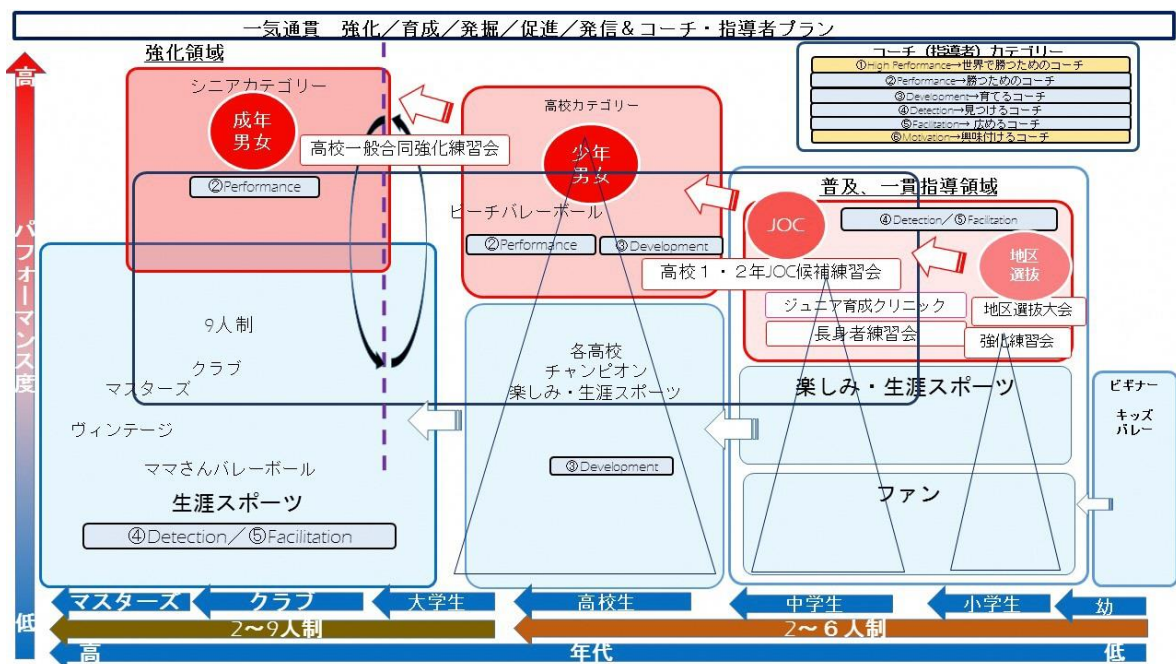 一気通貫　強化／育成／発掘／促進／発信＆コーチ・指導者プラン
強化領域
コーチ（指導者）カテゴリー
①High Performance→世界で勝つためのコーチ
②Performance→勝つためのコーチ
③Development→育てるコーチ
④Detection→見つけるコーチ
⑤Facilitation→広めるコーチ
⑥Motivation→興味付けるコーチ
高
パフォーマンス度
低
シニアカテゴリー
成年
男女
高校一般合同強化練習会
②Performance
高校カテゴリー
少年
男女
ビーチバレーボール
②Performance
③Development
普及、一貫指導領域
JOC
④Detection／⑤Facilitation
地区
選抜
高校１・２年JOC候補練習会
ジュニア育成クリニック
長身者練習会
地区選抜大会
強化練習会
9人制
クラブ
マスターズ
ヴィンテージ
ママさんバレーボール
生涯スポーツ
④Detection／⑤Facilitation
各高校
チャンピオン
楽しみ・生涯スポーツ
③Development
楽しみ・生涯スポーツ
ファン
ビギナー
キッズ
バレー
マスターズ
クラブ
大学生
高校生
中学生
小学生
幼
2～9人制
2～６人制
高
年代
低